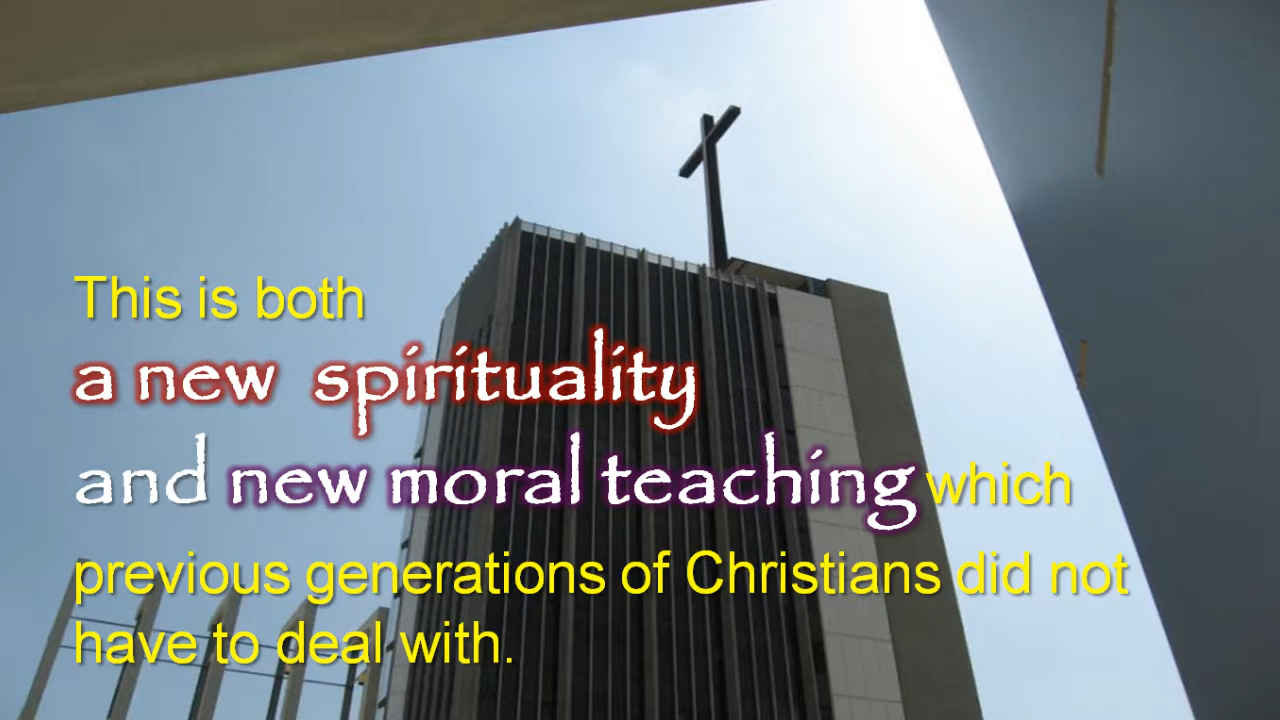 This is both
a new spirituality
and new moral teaching which
previous generations of Christians did not
have to deal with.